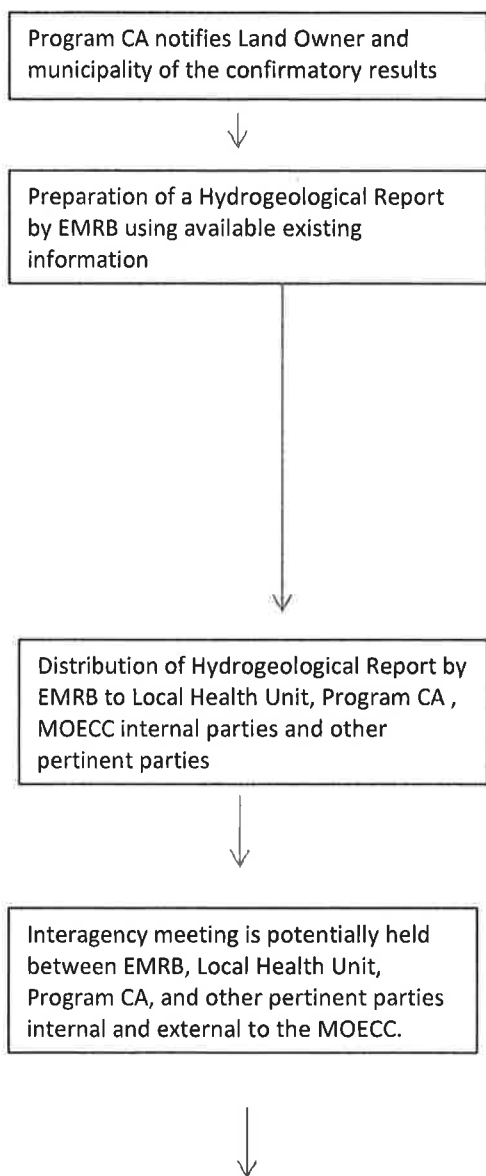 Program CA notifies Land Owner and
municipality of the confirmatory results
Preparation of a Hydrogeological Report
by EMRB using available existing
information
Distribution of Hydrogeological Report by
EMRB to Local Health Unit, Program CA ,
MOECC internal parties and other
pertinent parties
Interagency meeting is potentially held
between EMRB, Local Health Unit,
Program CA, and other pertinent parties
internal and external to the MOECC.